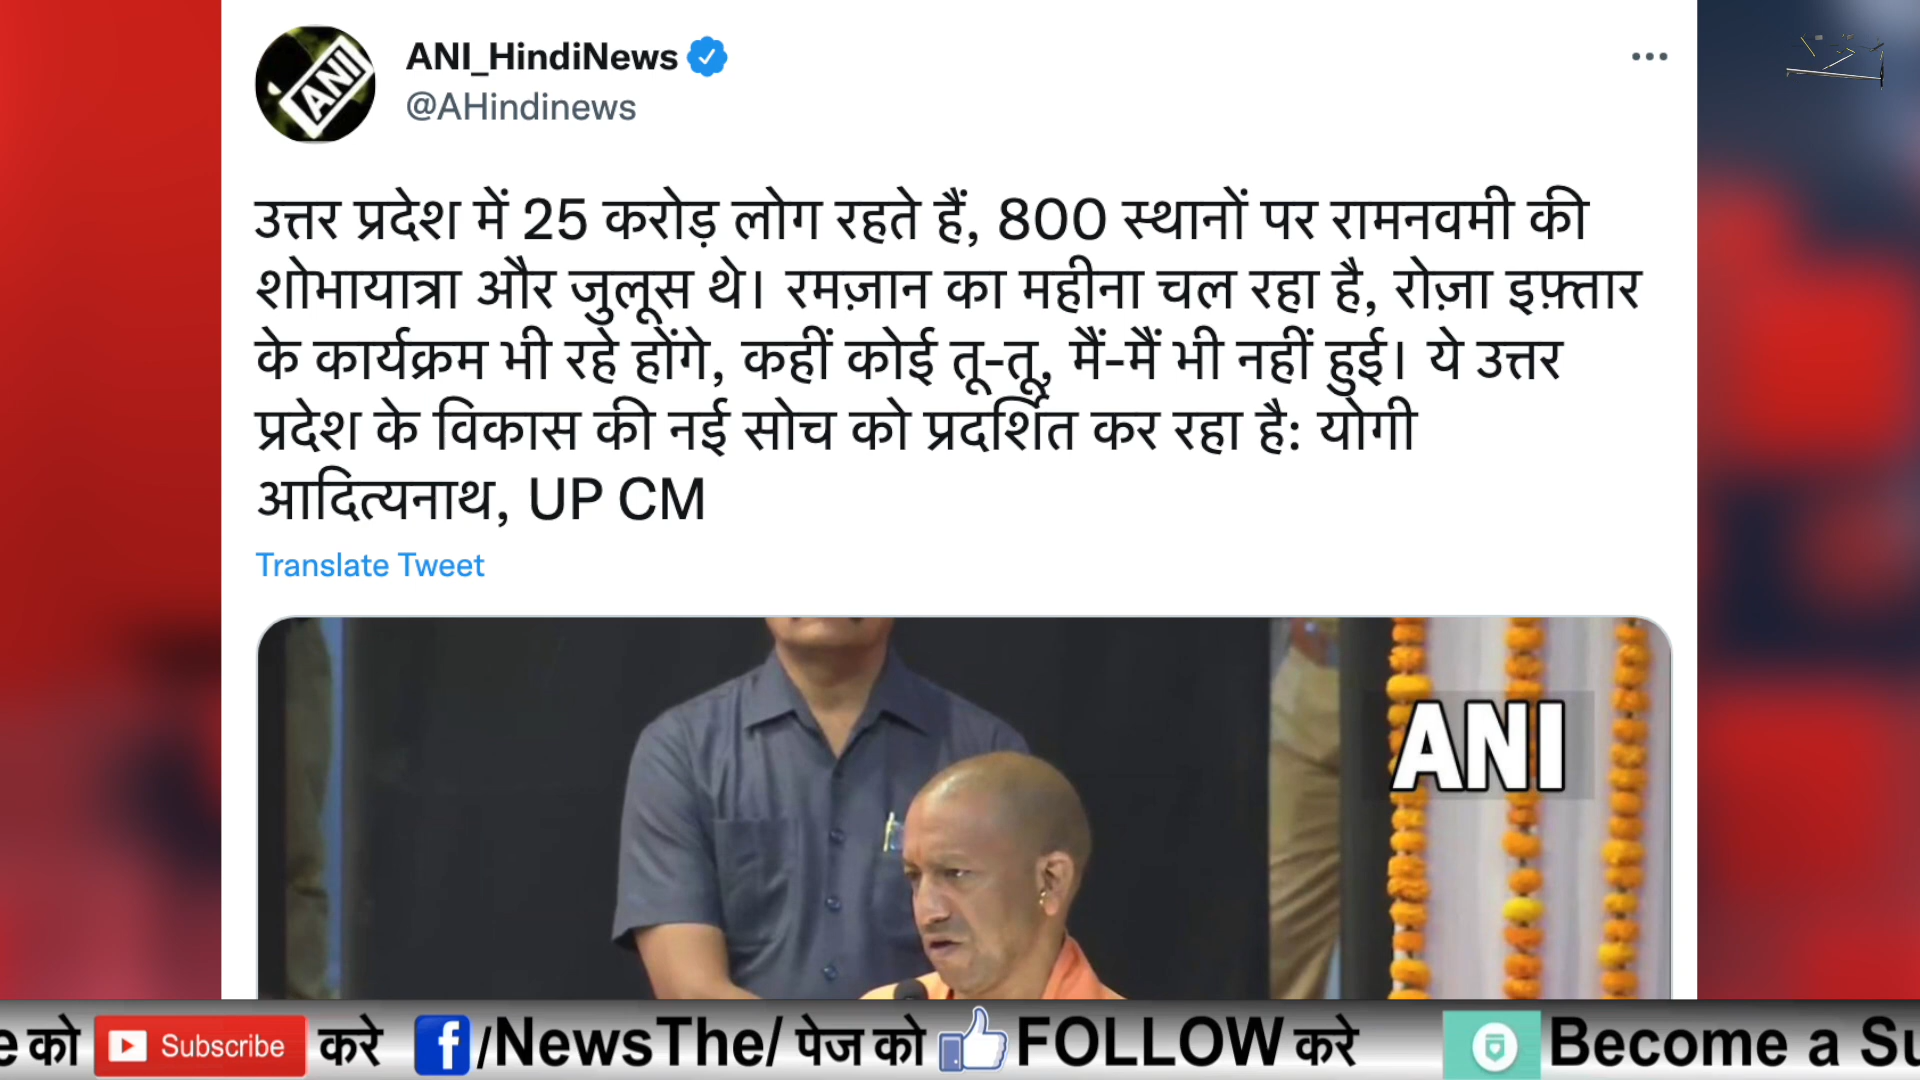 ANI
ANI_HindiNews
@AHindinews
उत्तर प्रदेश में 25 करोड़ लोग रहते हैं, 800 स्थानों पर रामनवमी की
शोभायात्रा और जुलूस थे। रमज़ान का महीना चल रहा है, रोज़ा इफ़्तार
के कार्यक्रम भी रहे होंगे, कहीं कोई तू-तू, मैं-मैं भी नहीं हुई। ये उत्तर
प्रदेश के विकास की नई सोच को प्रदर्शित कर रहा है: योगी
आदित्यनाथ, UP CM
Translate Tweet
ANI
को Subscribe करे f/NewsThe/ पेज को FOLLOW करे Become a